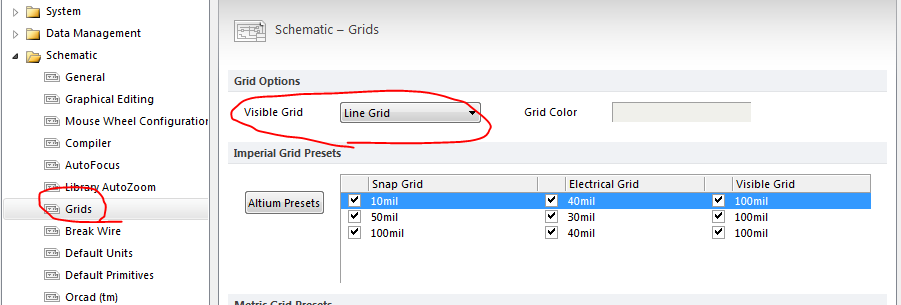 System
Data Management
Schematic
General
Graphical Editing
Mouse Wheel Configuration
Compiler
AutoFocus
Library AutoZoom
Grids
Break Wire
Default Units
Default Primitives
Orcad (tm)
Schematic – Grids
Grid Options
Visible Grid Line Grid Grid Color
Imperial Grid Presets
Altium Presets
Snap Grid Electrical Grid Visible Grid
10mil 40mil 100mil
50mil 30mil 100mil
100mil 40mil 100mil
Metric Grid Presets